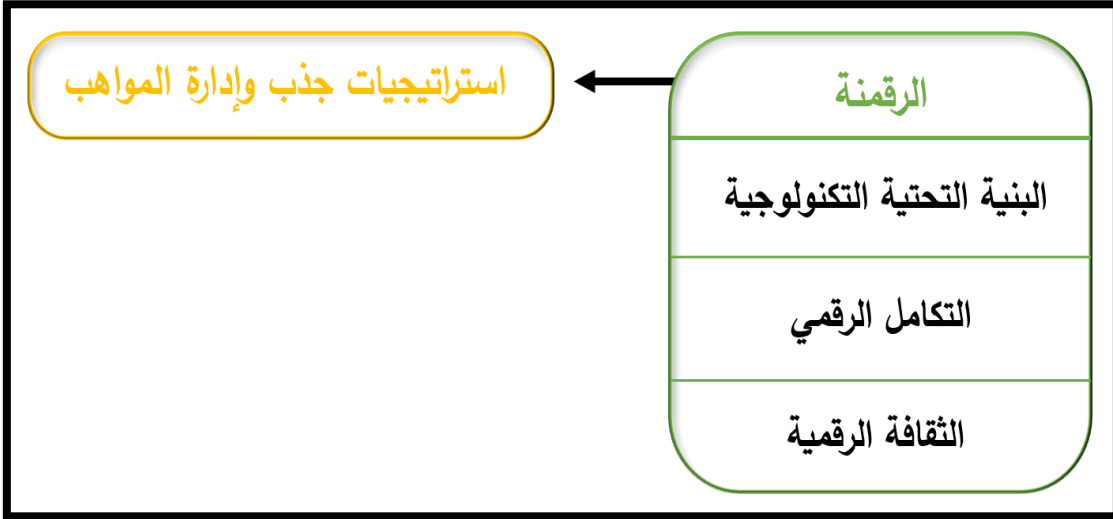 الرقمنة
استراتيجيات جذب وإدارة المواهب
البنية التحتية التكنولوجية
التكامل الرقمي
الثقافة الرقمية